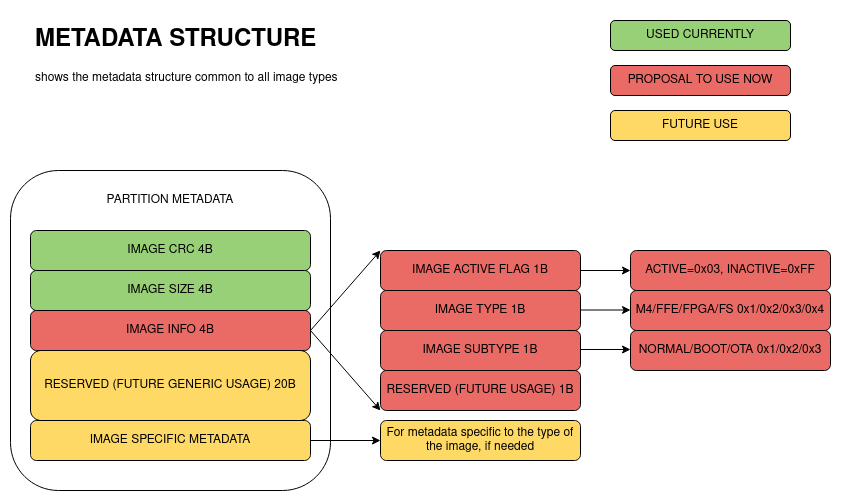 METADATA STRUCTURE
shows the metadata structure common to all image types
USED CURRENTLY
PROPOSAL TO USE NOW
FUTURE USE
PARTITION METADATA
IMAGE CRC 4B
IMAGE SIZE 4B
IMAGE INFO 4B
RESERVED (FUTURE GENERIC USAGE) 20B
IMAGE SPECIFIC METADATA
IMAGE ACTIVE FLAG 1B
IMAGE TYPE 1B
IMAGE SUBTYPE 1B
RESERVED (FUTURE USAGE) 1B
For metadata specific to the type of
the image, if needed
ACTIVE=0x03, INACTIVE=0xFF
M4/FFE/FPGA/FS 0x1/0x2/0x3/0x4
NORMAL/BOOT/OTA 0x1/0x2/0x3